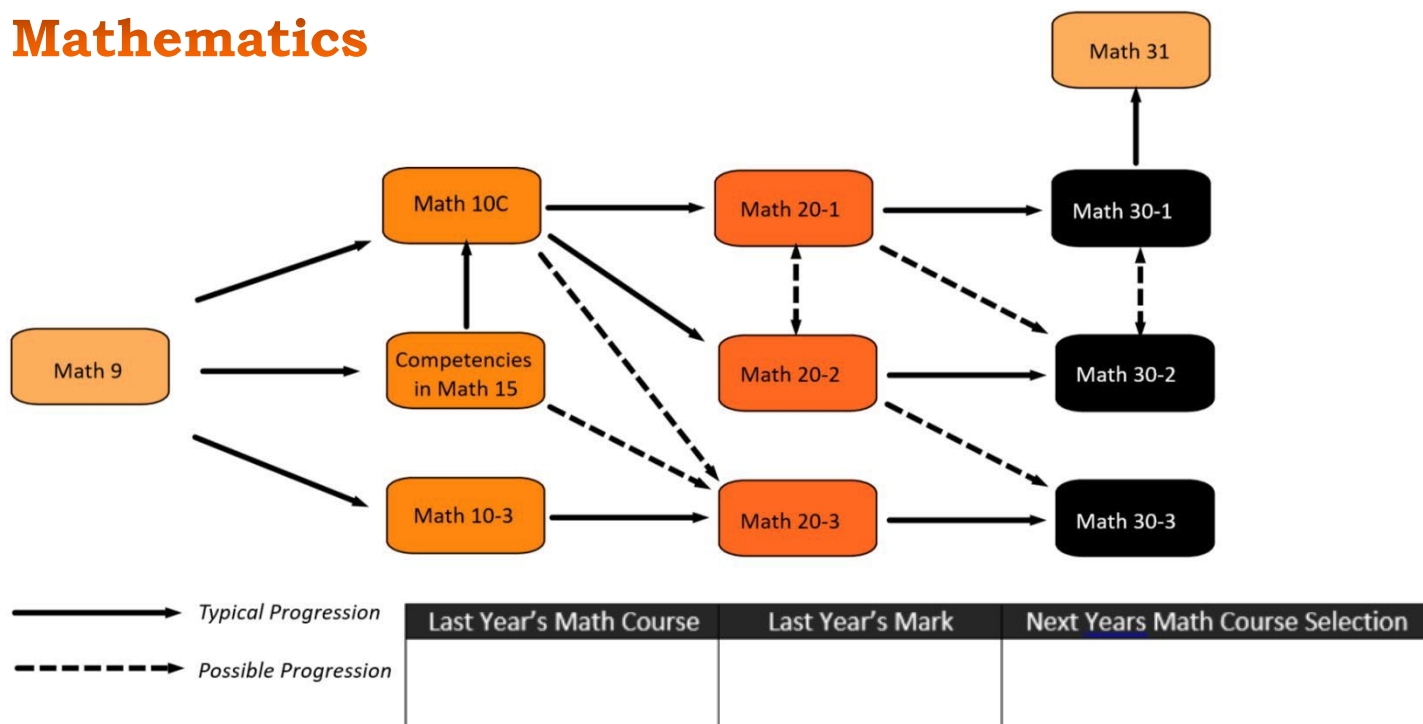 Mathematics
Math 31
Math 10C
Math 20-1
Math 30-1
Math 9
Competencies
in Math 15
Math 20-2
Math 30-2
Math 10-3
Math 20-3
Math 30-3
Typical Progression
Possible Progression
Last Year's Math Course
Last Year's Mark
Next Years Math Course Selection